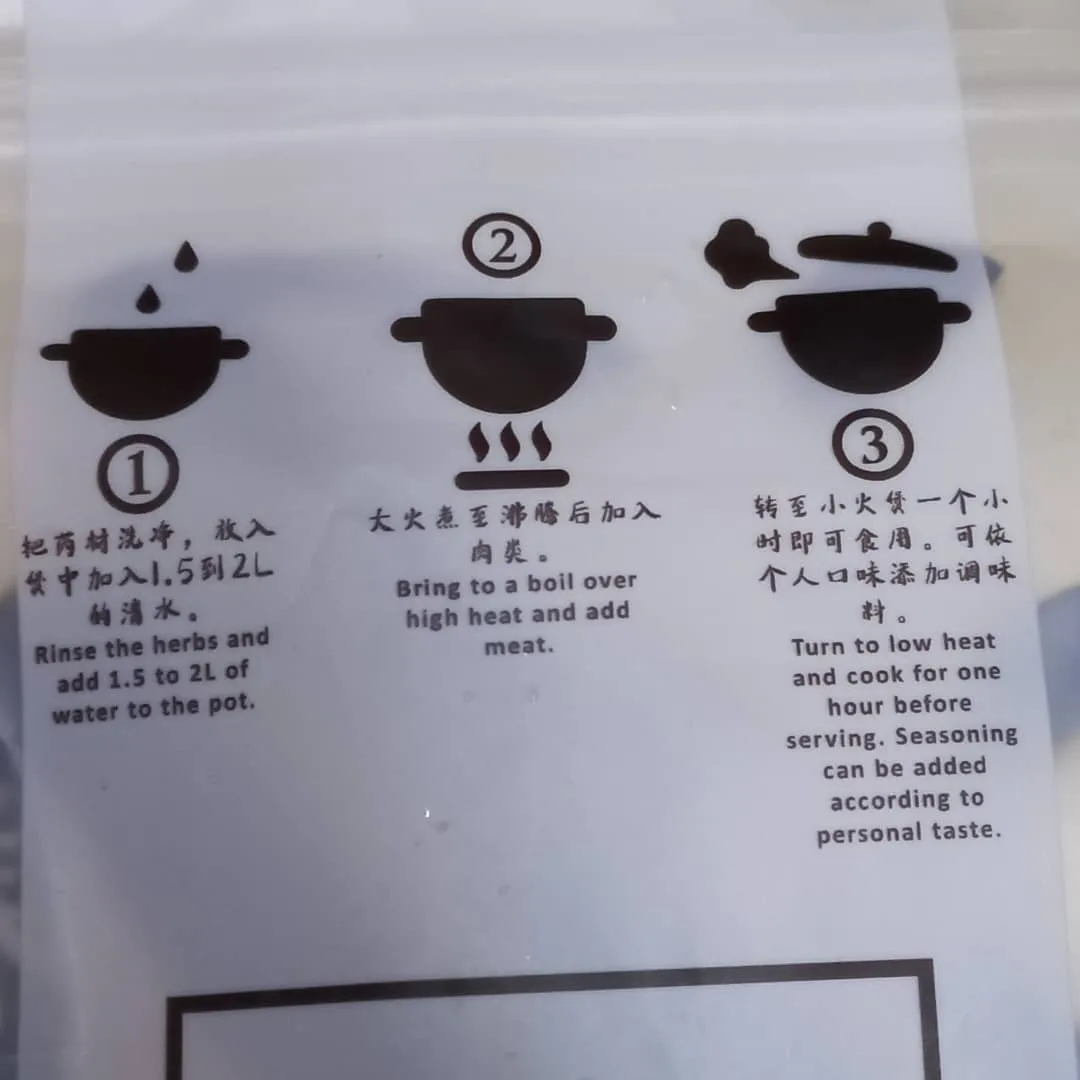 ①
把药材洗净，放入
煲中加入1.5到2L
的清水。
Rinse the herbs and
add 1.5 to 2L of
water to the pot.
②
大火煮至沸腾后加入
肉类。
Bring to a boil over
high heat and add
meat.
③
转至小火煲一个小
时即可食用。可依
个人口味添加调味
料。
Turn to low heat
and cook for one
hour before
serving. Seasoning
can be added
according to
personal taste.